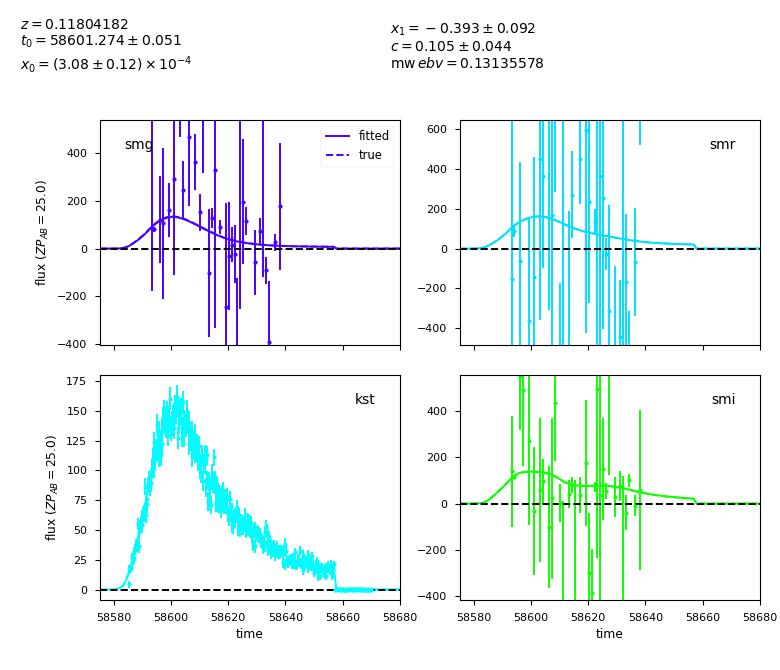 z = 0.11804182
t₀ = 58601.274 ± 0.051
x₀ = (3.08 ± 0.12) × 10⁻⁴
x₁ = −0.393 ± 0.092
c = 0.105 ± 0.044
mw ebv = 0.13135578
smg
fitted
true
400
200
0
−200
−400
flux (ZP_AB = 25.0)
smr
600
400
200
0
−200
−400
kst
175
150
125
100
75
50
25
0
flux (ZP_AB = 25.0)
58580 58600 58620 58640 58660 58680
time
smi
400
200
0
−200
−400
58580 58600 58620 58640 58660 58680
time